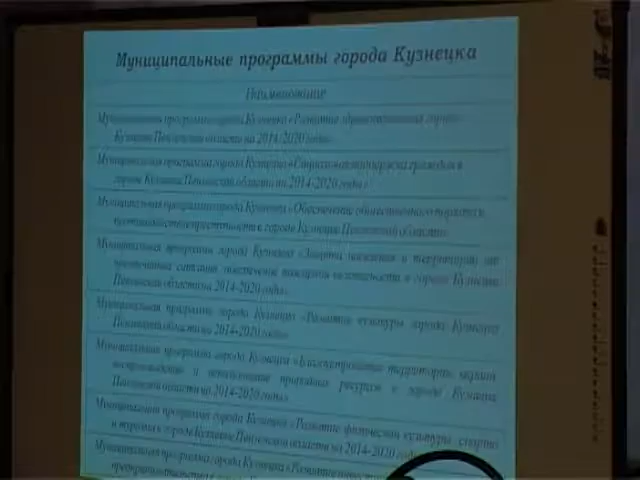 Муниципальные программы города Кузнецка
Наименование
Муниципальная программа города Кузнецка «Развитие здравоохранения города
Кузнецка Пензенской области на 2014-2020 годы»
Муниципальная программа города Кузнецка «Социальная поддержка граждан в
городе Кузнецке Пензенской области на 2014-2020 годы»
Муниципальная программа города Кузнецка «Обеспечение общественного порядка и
противодействие преступности в городе Кузнецке Пензенской области»
Муниципальная программа города Кузнецка «Защита населения и территории от
чрезвычайных ситуаций, обеспечение пожарной безопасности в городе Кузнецке
Пензенской области на 2014-2020 годы»
Муниципальная программа города Кузнецка «Развитие культуры города Кузнецка
Пензенской области на 2014-2020 годы»
Муниципальная программа города Кузнецка «Благоустройство территории, охрана,
воспроизводство и использование природных ресурсов в городе Кузнецке
Пензенской области на 2014-2020 годы»
Муниципальная программа города Кузнецка «Развитие физической культуры, спорта
и туризма в городе Кузнецке Пензенской области на 2014-2020 годы»
Муниципальная программа города Кузнецка «Развитие
предпринимательства